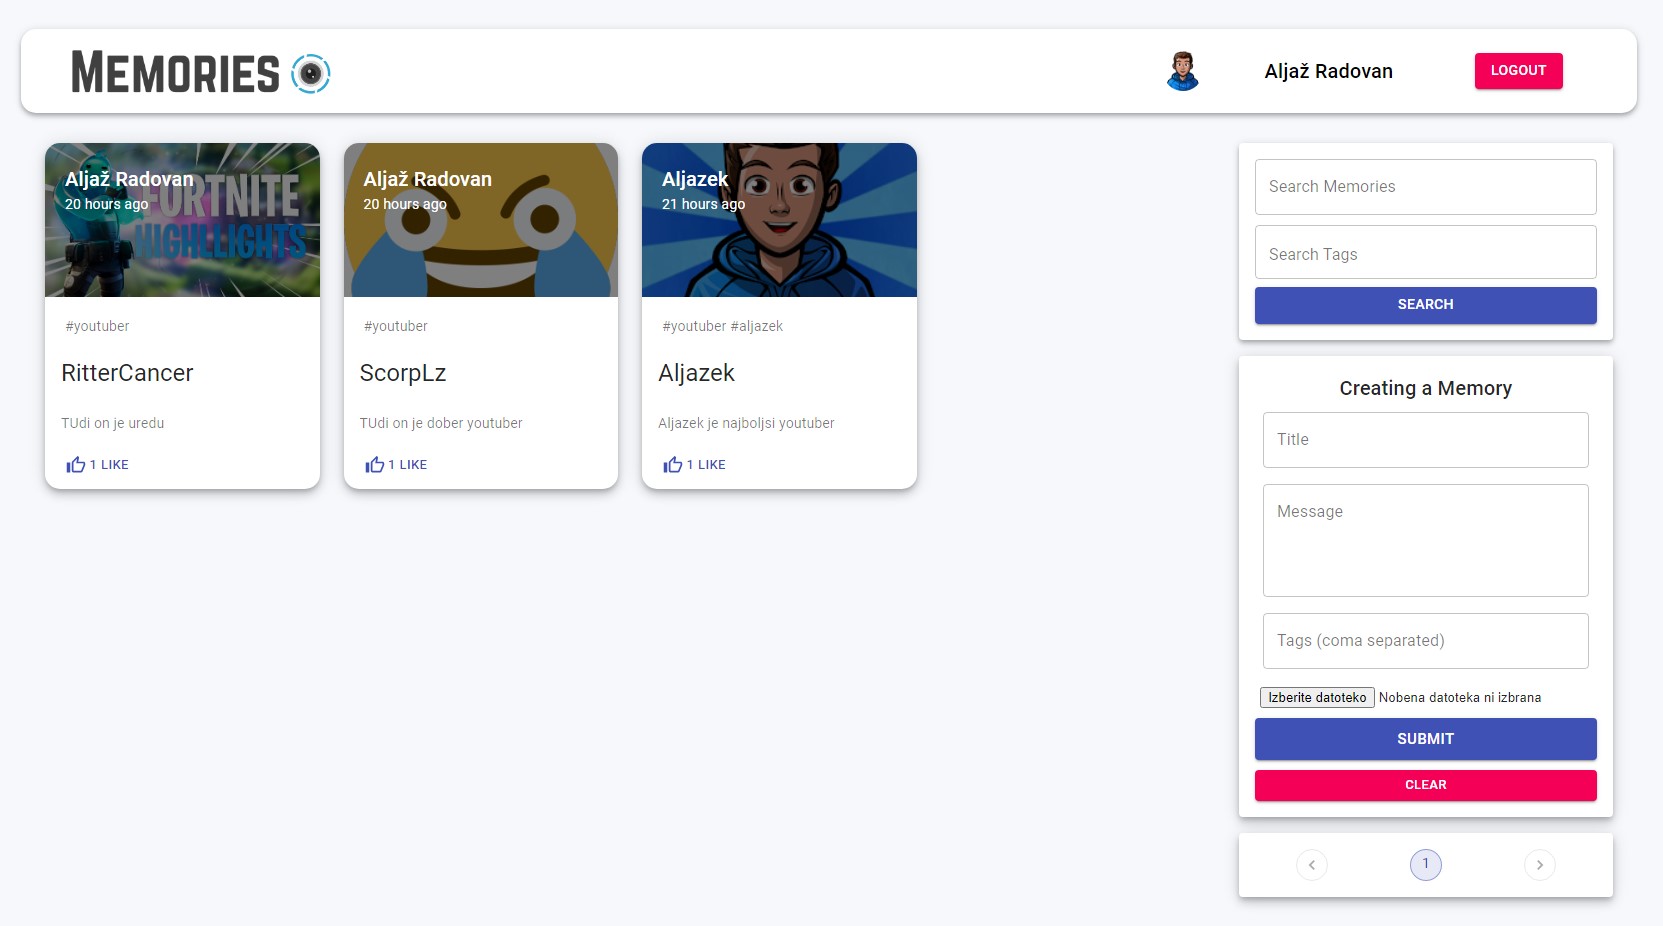 MEMORIES
Aljaž Radovan
LOGOUT
Aljaž Radovan
20 hours ago
FORTNITE
HIGHLLIGHTS
#youtuber
RitterCancer
TUdi on je uredu
1 LIKE
Aljaž Radovan
20 hours ago
#youtuber
ScorpLz
TUdi on je dober youtuber
1 LIKE
Aljazek
21 hours ago
#youtuber #aljazek
Aljazek
Aljazek je najboljsi youtuber
1 LIKE
Search Memories
Search Tags
SEARCH
Creating a Memory
Title
Message
Tags (coma separated)
Izberite datoteko Nobena datoteka ni izbrana
SUBMIT
CLEAR
1